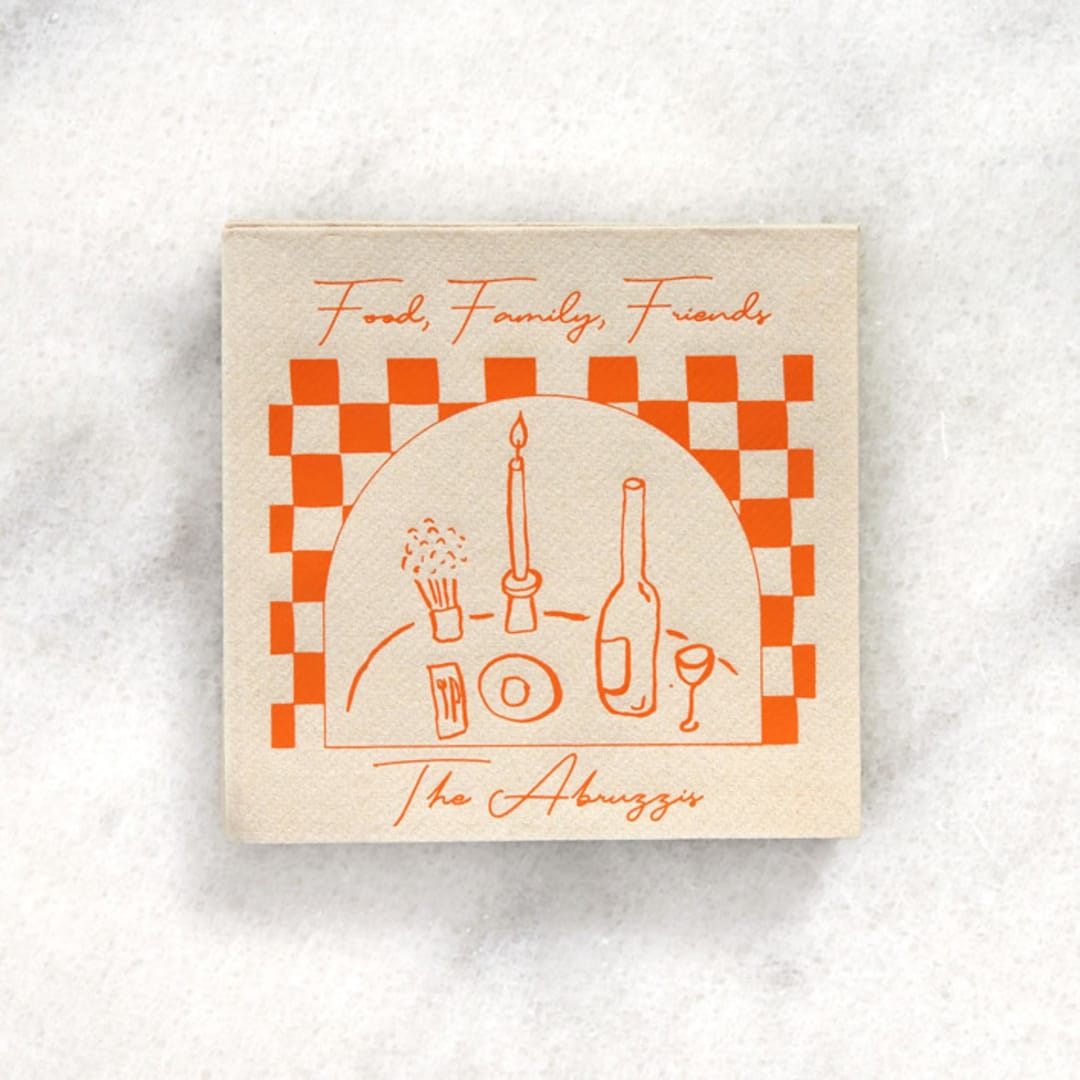 Food, Family, Friends
The Abruzzis